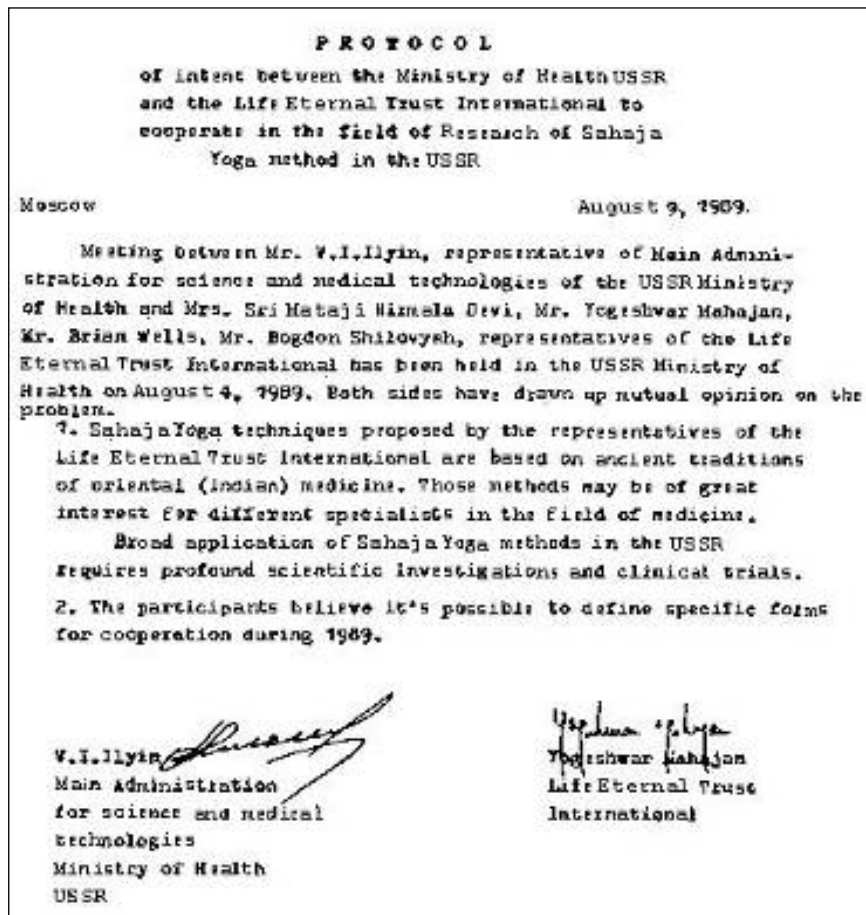 PROTOCOL
of intent between the Ministry of Health USSR
and the Life Eternal Trust International to
cooperate in the field of Research of Sahaja
Yoga method in the USSR
Moscow August 9, 1989.
Meeting between Mr. V.I.Ilyin, representative of Main Admini-
stration for science and medical technologies of the USSR Ministry
of Health and Mrs. Sri Mataji Nirmala Devi, Mr. Yogeshwar Mahajan,
Mr. Brian Wells, Mr. Bogdon Shilovych, representatives of the Life
Eternal Trust International has been held in the USSR Ministry of
Health on August 4, 1989. Both sides have drawn up mutual opinion on the
problem.
1. Sahaja Yoga techniques proposed by the representatives of the
Life Eternal Trust International are based on ancient traditions
of oriental (Indian) medicine. Those methods may be of great
interest for different specialists in the field of medicine.
Broad application of Sahaja Yoga methods in the USSR
requires profound scientific investigations and clinical trials.
2. The participants believe it's possible to define specific forms
for cooperation during 1989.
V.I.Ilyin
Main Administration
for science and medical
technologies
Ministry of Health
USSR
Yogeshwar Mahajan
Life Eternal Trust
International